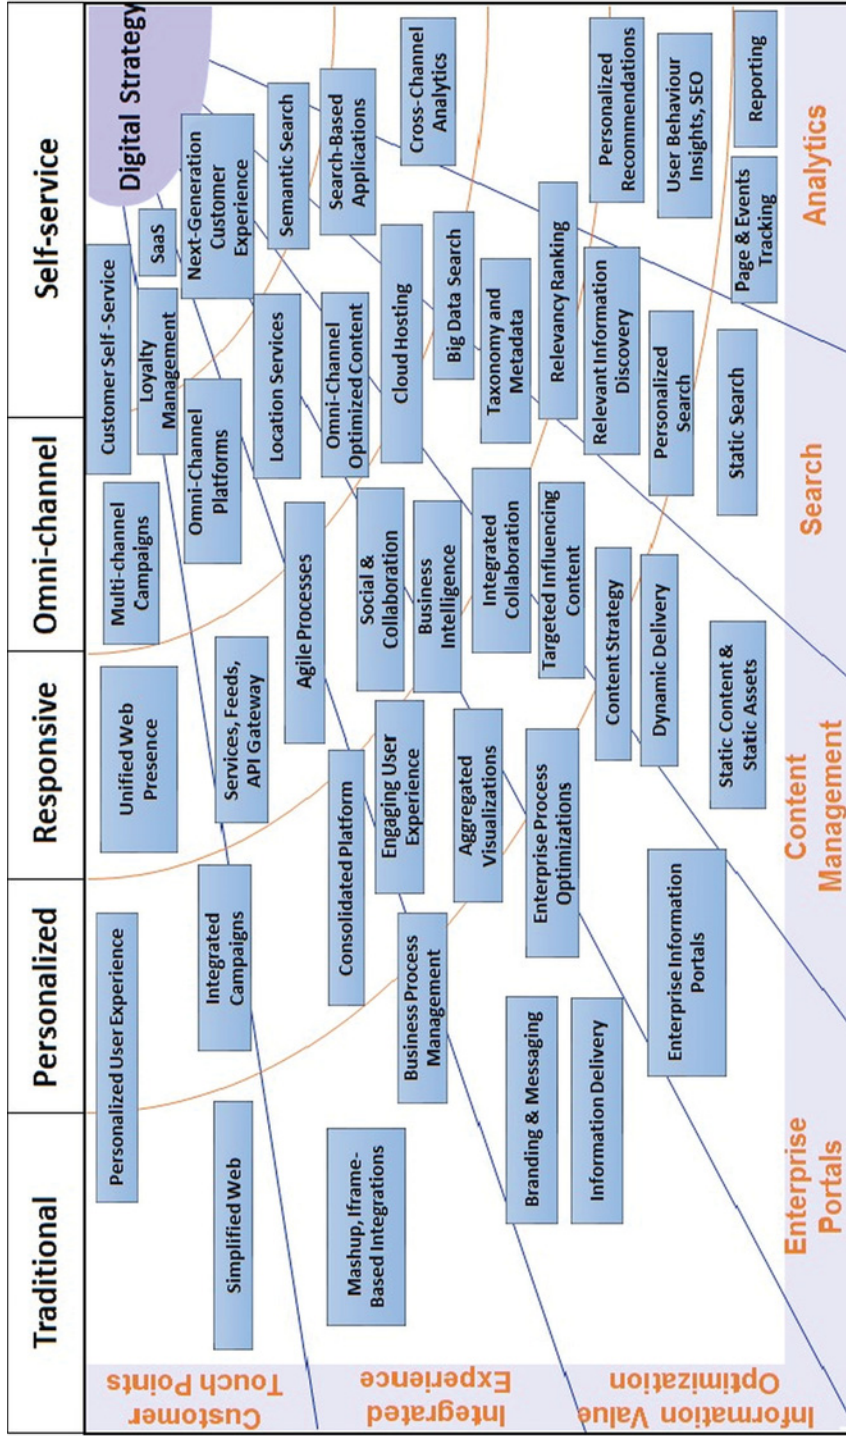 Traditional
Personalized
Responsive
Omni-channel
Self-service
Digital Strategy
Customer
Touch Points
Integrated
Experience
Information Value
Optimization
Enterprise
Portals
Content
Management
Search
Analytics
Personalized User Experience
Simplified Web
Integrated
Campaigns
Unified Web
Presence
Services, Feeds,
API Gateway
Multi-channel
Campaigns
Omni-Channel
Platforms
Customer Self-Service
Loyalty
Management
SaaS
Next-Generation
Customer
Experience
Location Services
Semantic Search
Agile Processes
Mashup, Iframe-
Based Integrations
Consolidated Platform
Social &
Collaboration
Omni-Channel
Optimized Content
Search-Based
Applications
Business Process
Management
Engaging User
Experience
Business
Intelligence
Cloud Hosting
Cross-Channel
Analytics
Aggregated
Visualizations
Integrated
Collaboration
Big Data Search
Taxonomy and
Metadata
Branding & Messaging
Enterprise Process
Optimizations
Targeted Influencing
Content
Relevancy Ranking
Information Delivery
Content Strategy
Relevant Information
Discovery
Personalized
Recommendations
Enterprise Information
Portals
Dynamic Delivery
Personalized
Search
User Behaviour
Insights, SEO
Static Content &
Static Assets
Static Search
Page & Events
Tracking
Reporting